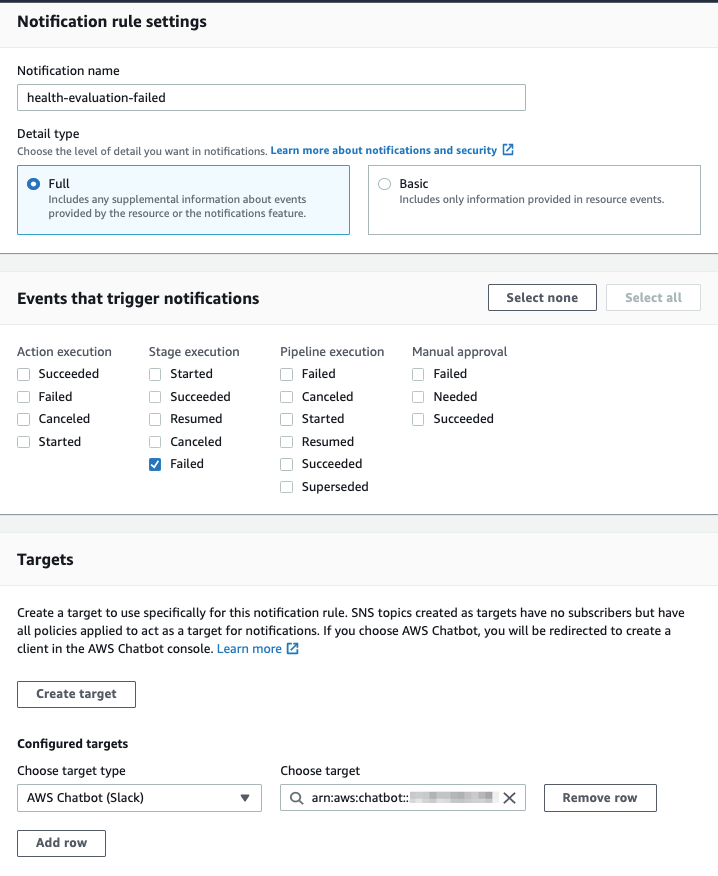 Notification rule settings
Notification name
health-evaluation-failed
Detail type
Choose the level of detail you want in notifications. Learn more about notifications and security
Full
Includes any supplemental information about events
provided by the resource or the notifications feature.
Basic
Includes only information provided in resource events.
Events that trigger notifications
Select none
Select all
Action execution
Succeeded
Failed
Canceled
Started
Stage execution
Started
Succeeded
Resumed
Canceled
Failed
Pipeline execution
Failed
Canceled
Started
Resumed
Succeeded
Superseded
Manual approval
Failed
Needed
Succeeded
Targets
Create a target to use specifically for this notification rule. SNS topics created as targets have no subscribers but have
all policies applied to act as a target for notifications. If you choose AWS Chatbot, you will be redirected to create a
client in the AWS Chatbot console. Learn more
Create target
Configured targets
Choose target type
AWS Chatbot (Slack)
Choose target
arn:aws:chatbot::
Remove row
Add row